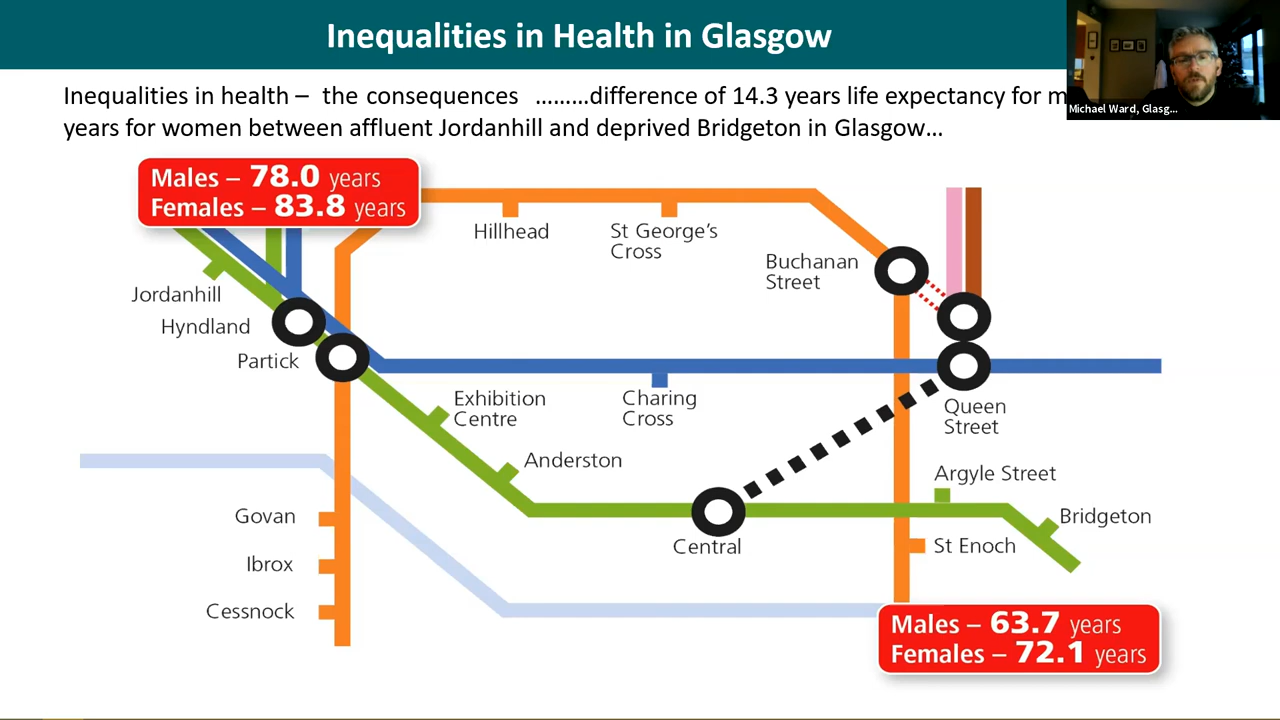 Inequalities in Health in Glasgow
Inequalities in health – the consequences ………difference of 14.3 years life expectancy for
years for women between affluent Jordanhill and deprived Bridgeton in Glasgow…
Michael Ward, Glasg...
Males – 78.0 years
Females – 83.8 years
Hillhead
St George's
Cross
Buchanan
Street
Jordanhill
Hyndland
Partick
Exhibition
Centre
Charing
Cross
Queen
Street
Anderston
Argyle Street
Govan
Bridgeton
Central
St Enoch
Ibrox
Cessnock
Males – 63.7 years
Females – 72.1 years